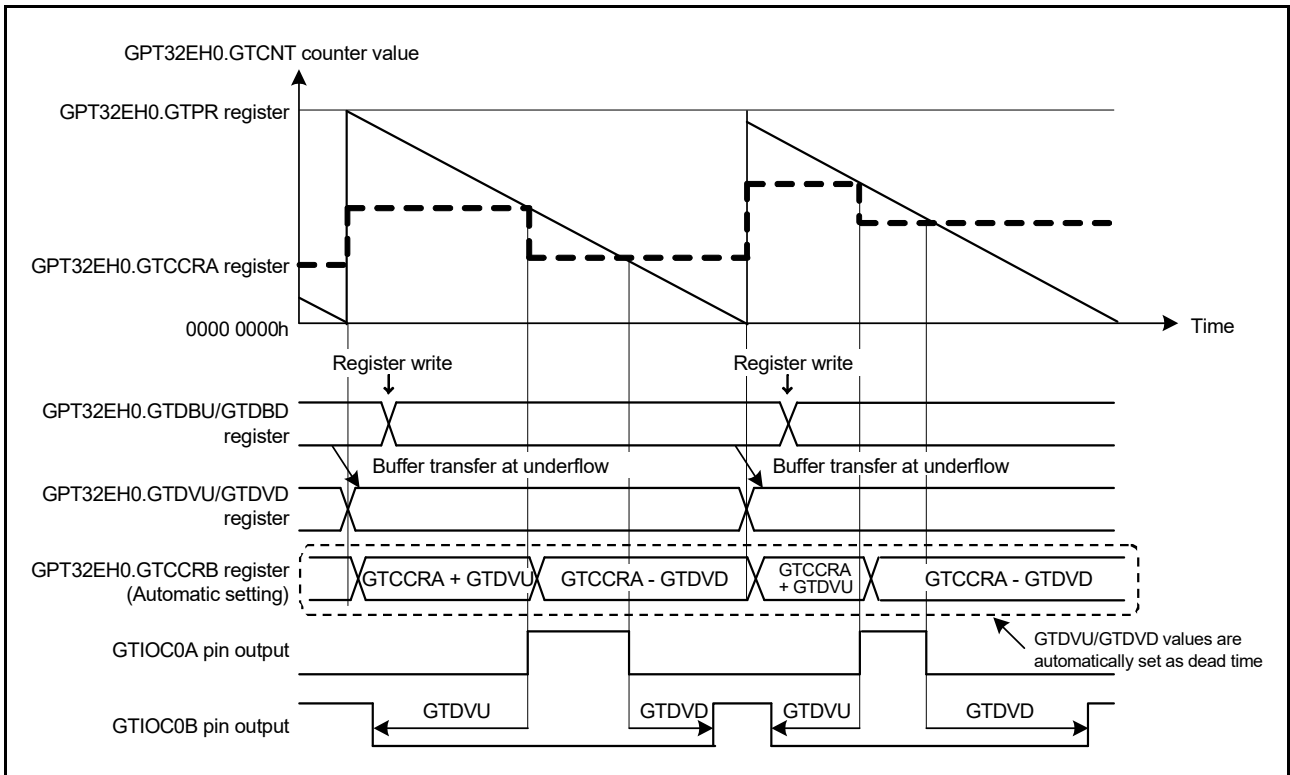 GPT32EH0.GTCNT counter value
GPT32EH0.GTPR register
GPT32EH0.GTCCRA register
0000 0000h
Time
Register write
Register write
GPT32EH0.GTDBU/GTDBD
register
Buffer transfer at underflow
Buffer transfer at underflow
GPT32EH0.GTDVU/GTDVD
register
GPT32EH0.GTCCRB register
(Automatic setting)
GTCCRA + GTDVU
GTCCRA - GTDVD
GTCCRA
+ GTDVU
GTCCRA - GTDVD
GTIOC0A pin output
GTDVU/GTDVD values are
automatically set as dead time
GTIOC0B pin output
GTDVU
GTDVD
GTDVU
GTDVD